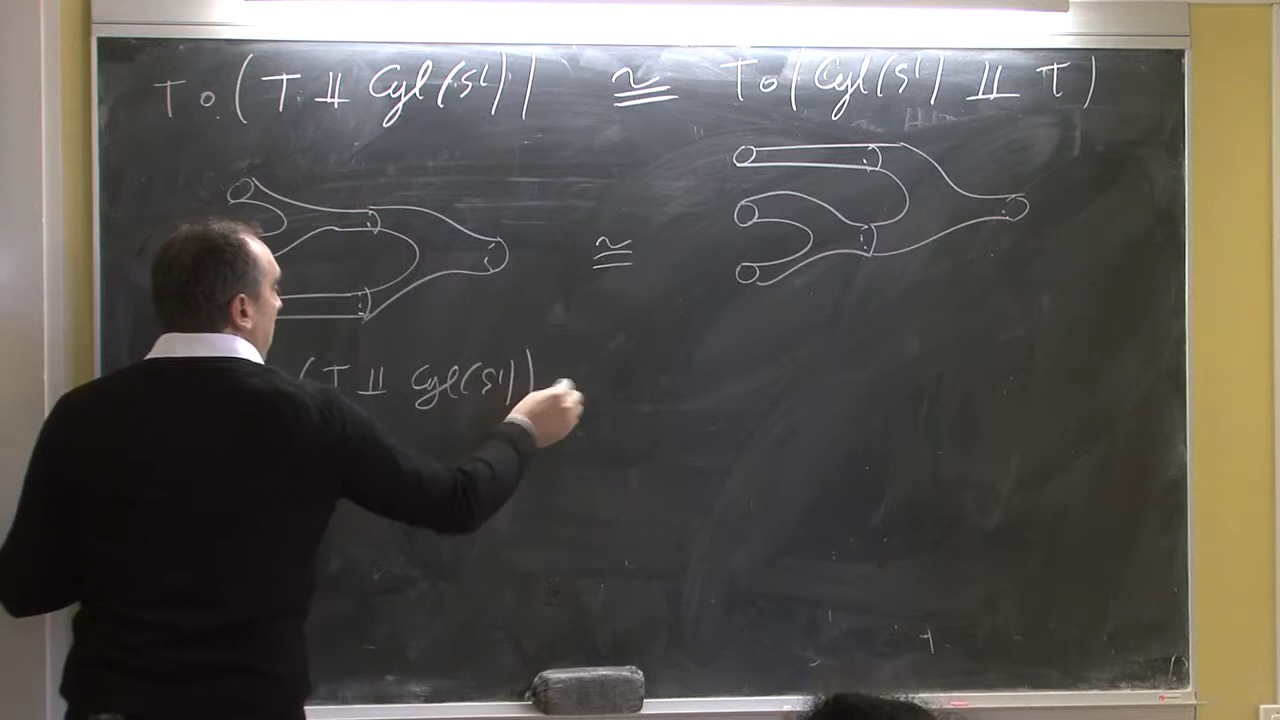 T ∘ (T ⨿ Cyl(S¹)) ≅ T ∘ (Cyl(S¹) ⨿ T)
≅
(T ⨿ Cyl(S¹))